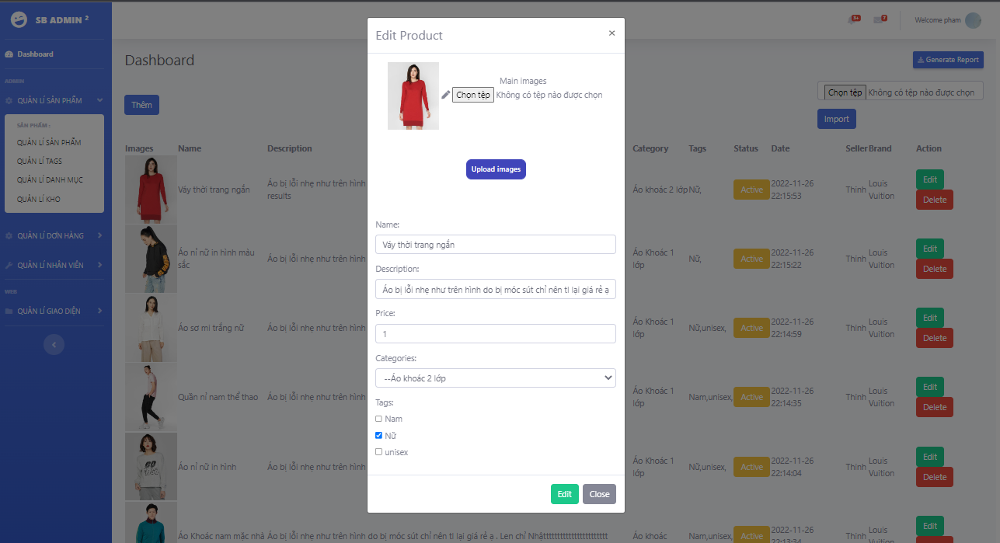 SB ADMIN 2
3+
7
Welcome pham
Dashboard
ADMIN
QUẢN LÍ SẢN PHẨM
SẢN PHẨM :
QUẢN LÍ SẢN PHẨM
QUẢN LÍ TAGS
QUẢN LÍ DANH MỤC
QUẢN LÍ KHO
QUẢN LÍ ĐƠN HÀNG
QUẢN LÍ NHÂN VIÊN
WEB
QUẢN LÍ GIAO DIỆN
Dashboard
Generate Report
Thêm
Chọn tệp Không có tệp nào được chọn
Import
Images Name Description Category Tags Status Date Seller Brand Action
Váy thời trang ngắn Áo bị lỗi nhẹ như trên hình
results
Áo khoác 2 lớp Nữ, Active 2022-11-26
22:15:53
Thinh Louis
Vuition
Edit
Delete
Áo nỉ nữ in hình màu
sắc
Áo bị lỗi nhẹ như trên hình
Áo Khoác 1
lớp
Nữ, Active 2022-11-26
22:15:22
Thinh Louis
Vuition
Edit
Delete
Áo sơ mi trắng nữ Áo bị lỗi nhẹ như trên hình
Áo Khoác 1
lớp
Nữ,unisex, Active 2022-11-26
22:14:59
Thinh Louis
Vuition
Edit
Delete
Quần nỉ nam thể thao Áo bị lỗi nhẹ như trên hình
Áo Khoác 1
lớp
Nam,unisex, Active 2022-11-26
22:14:35
Thinh Louis
Vuition
Edit
Delete
Áo nỉ nữ in hình Áo bị lỗi nhẹ như trên hình
Áo Khoác 1
lớp
Nữ,unisex, Active 2022-11-26
22:14:04
Thinh Louis
Vuition
Edit
Delete
Áo Khoác nam mặc nhà Áo bị lỗi nhẹ như trên hình do bị móc sút chỉ nên tl lại giá rẻ ạ . Len chỉ Nhậttttttttttttttttttttttttt
Áo khoác Nam,unisex, Active 2022-11-26
22:13:34
Thinh Louis
Vuition
Edit
Edit Product
×
Main images
Chọn tệp Không có tệp nào được chọn
Upload images
Name:
Váy thời trang ngắn
Description:
Áo bị lỗi nhẹ như trên hình do bị móc sút chỉ nên tl lại giá rẻ ạ
Price:
1
Categories:
--Áo khoác 2 lớp
Tags:
Nam
Nữ
unisex
Edit Close